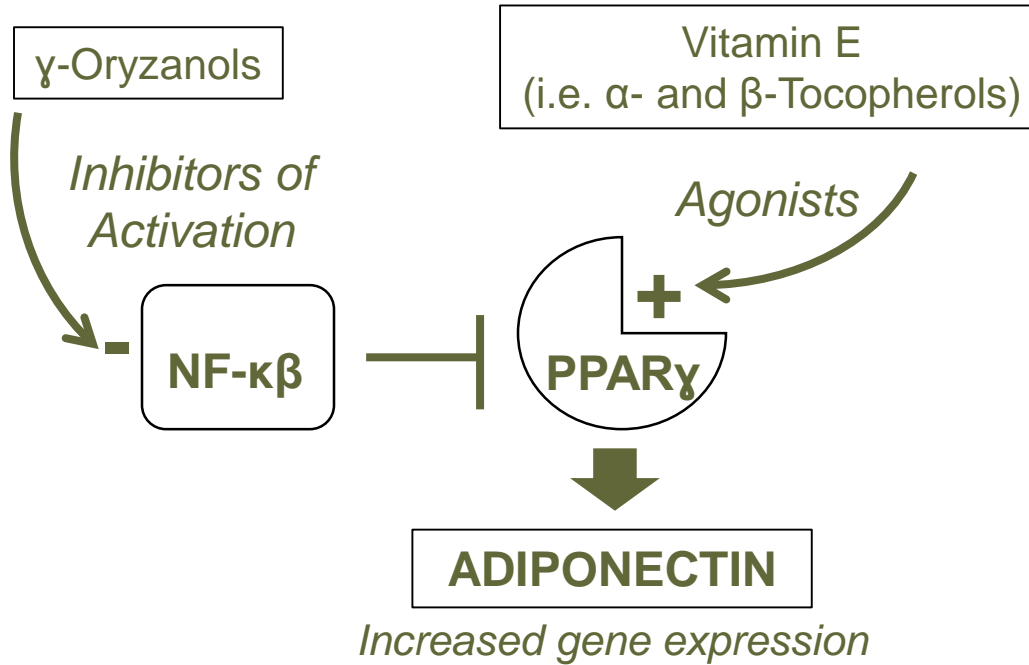 ɣ-Oryzanols
Vitamin E
(i.e. α- and β-Tocopherols)
Inhibitors of
Activation
Agonists
-
+
NF-κβ
PPARɣ
ADIPONECTIN
Increased gene expression